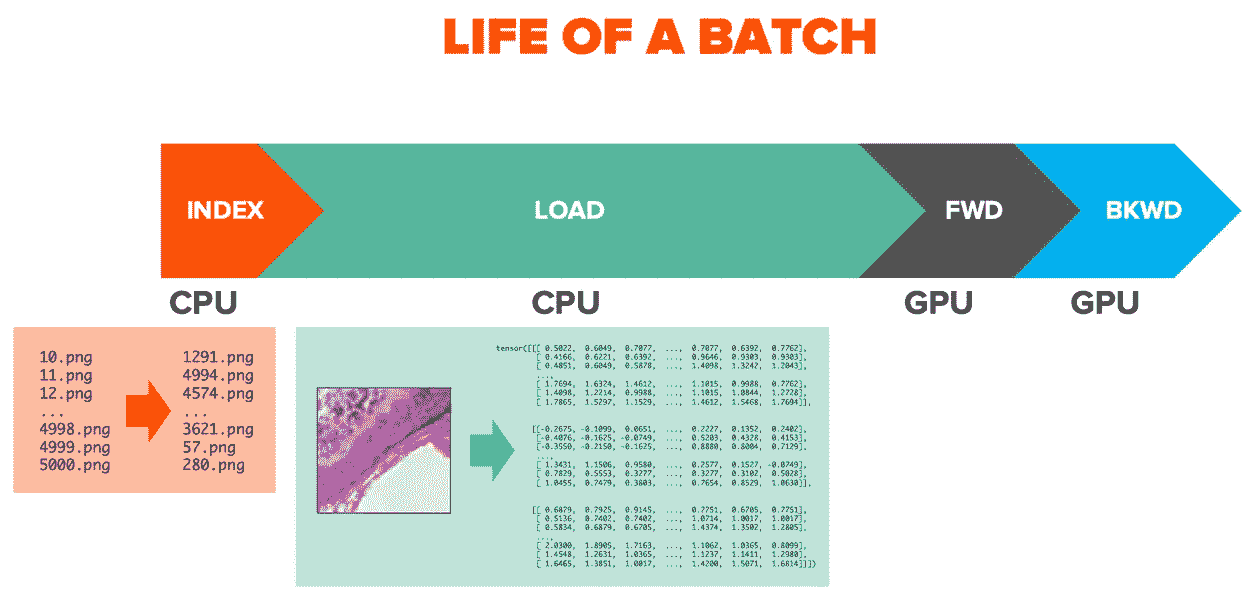 LIFE OF A BATCH
INDEX
LOAD
FWD
BKWD
CPU
CPU
GPU
GPU
10.png
11.png
12.png
...
4998.png
4999.png
5000.png
1291.png
4994.png
4574.png
...
3621.png
57.png
280.png
tensor([[[ 0.5022, 0.6049, 0.7077, ..., 0.7077, 0.6392, 0.7762],
[ 0.4166, 0.6221, 0.6392, ..., 0.9646, 0.9303, 0.9303],
[ 0.4851, 0.6049, 0.5878, ..., 1.4098, 1.3242, 1.2043],
...,
[ 1.7694, 1.6324, 1.4612, ..., 1.1015, 0.9988, 0.7762],
[ 1.4098, 1.2214, 0.9988, ..., 1.1015, 1.0844, 1.2728],
[ 1.7865, 1.5297, 1.1529, ..., 1.4612, 1.5468, 1.7694]],
[[-0.2675, -0.1099, 0.0651, ..., 0.2227, 0.1352, 0.2402],
[-0.4076, -0.1625, -0.0749, ..., 0.5203, 0.4328, 0.4153],
[-0.3550, -0.2150, -0.1625, ..., 0.8880, 0.8004, 0.7129],
...,
[ 1.3431, 1.1506, 0.9580, ..., 0.2577, 0.1527, -0.0749],
[ 0.7829, 0.5553, 0.3277, ..., 0.3277, 0.3102, 0.5028],
[ 1.0455, 0.7479, 0.3803, ..., 0.7654, 0.8529, 1.0630]],
[[ 0.6879, 0.7925, 0.9145, ..., 0.7751, 0.6705, 0.7751],
[ 0.5136, 0.7402, 0.7402, ..., 1.0714, 1.0017, 1.0017],
[ 0.5834, 0.6879, 0.6705, ..., 1.4374, 1.3502, 1.2805],
...,
[ 2.0300, 1.8905, 1.7163, ..., 1.1062, 1.0365, 0.8099],
[ 1.4548, 1.2631, 1.0365, ..., 1.1237, 1.1411, 1.2980],
[ 1.6465, 1.3851, 1.0017, ..., 1.4200, 1.5071, 1.6814]]])